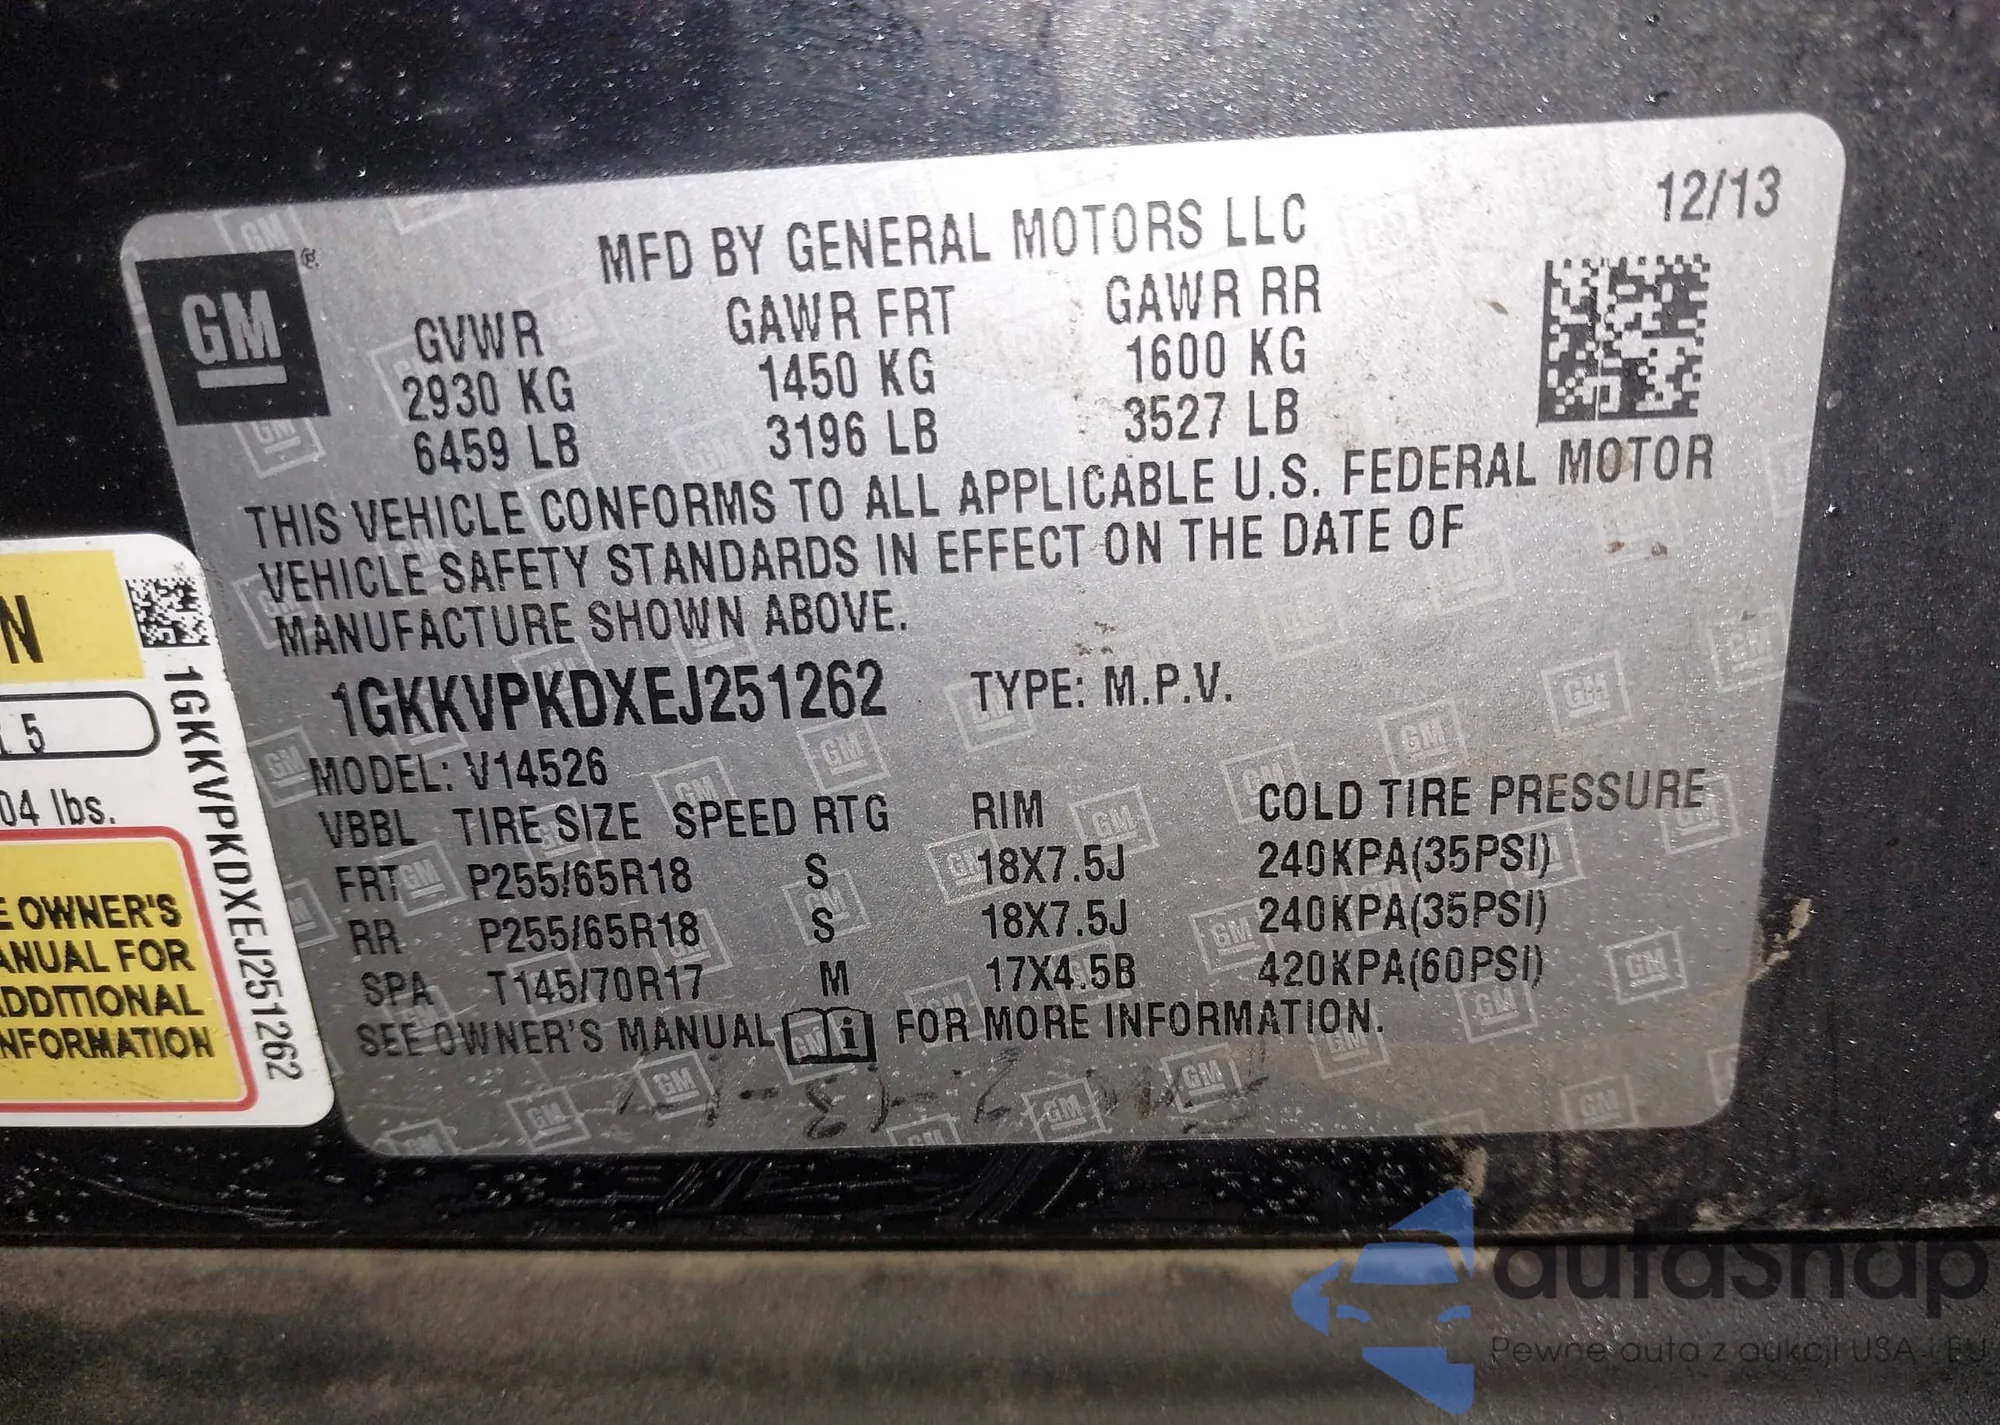 12/13
MFD BY GENERAL MOTORS LLC
GM ®
GVWR GAWR FRT GAWR RR
2930 KG 1450 KG 1600 KG
6459 LB 3196 LB 3527 LB
THIS VEHICLE CONFORMS TO ALL APPLICABLE U.S. FEDERAL MOTOR
VEHICLE SAFETY STANDARDS IN EFFECT ON THE DATE OF
MANUFACTURE SHOWN ABOVE.
1GKKVPKDXEJ251262 TYPE: M.P.V.
MODEL: V14526
VBBL TIRE SIZE SPEED RTG RIM COLD TIRE PRESSURE
FRT P255/65R18 S 18X7.5J 240KPA(35PSI)
RR P255/65R18 S 18X7.5J 240KPA(35PSI)
SPA T145/70R17 M 17X4.5B 420KPA(60PSI)
SEE OWNER'S MANUAL i FOR MORE INFORMATION.
N
5
04 lbs.
E OWNER'S
ANUAL FOR
ADDITIONAL
NFORMATION
1GKKVPKDXEJ251262
autasnap
Pewne auta z aukcji USA i EU